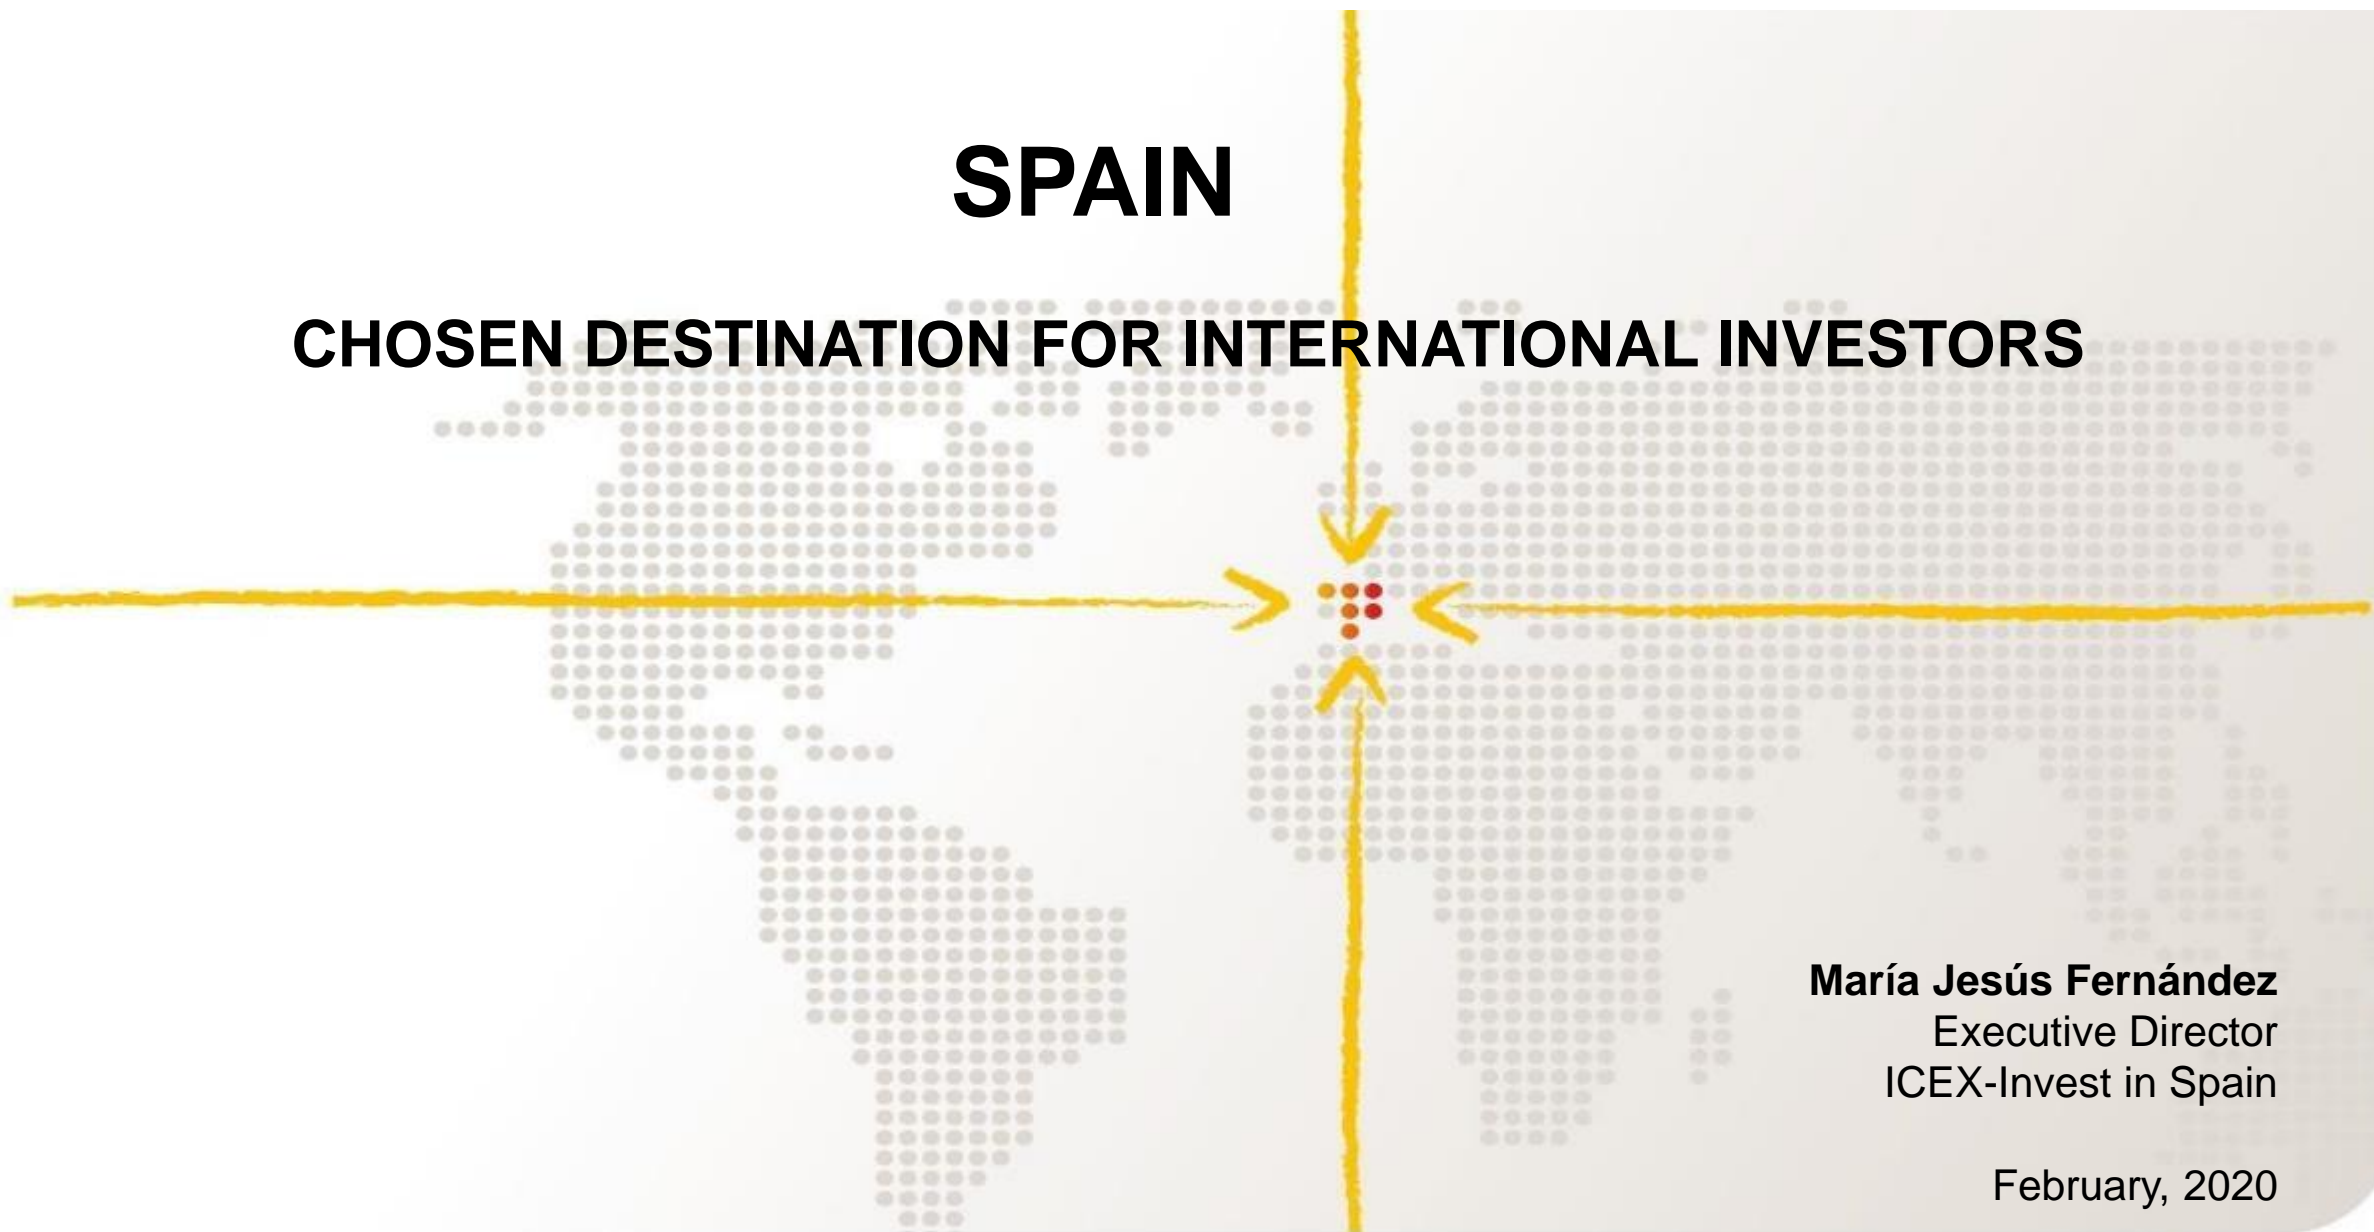 SPAIN
CHOSEN DESTINATION FOR INTERNATIONAL INVESTORS
María Jesús Fernández
Executive Director
ICEX-Invest in Spain
February, 2020